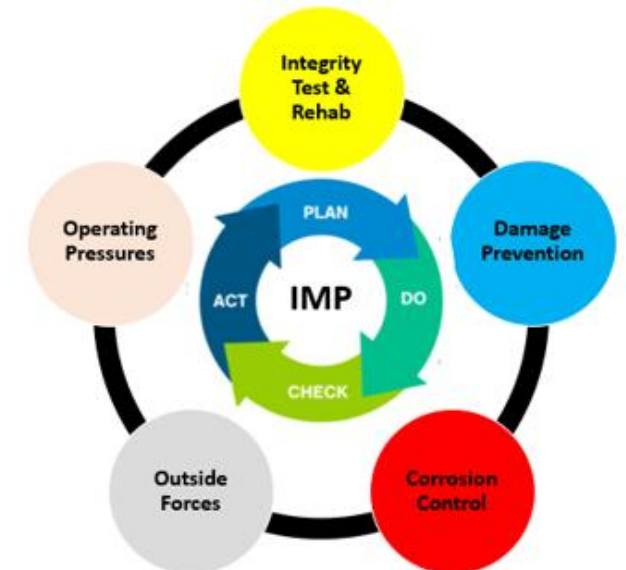 Integrity
Test &
Rehab
Operating
Pressures
PLAN
Damage
Prevention
ACT
IMP
DO
CHECK
Outside
Forces
Corrosion
Control